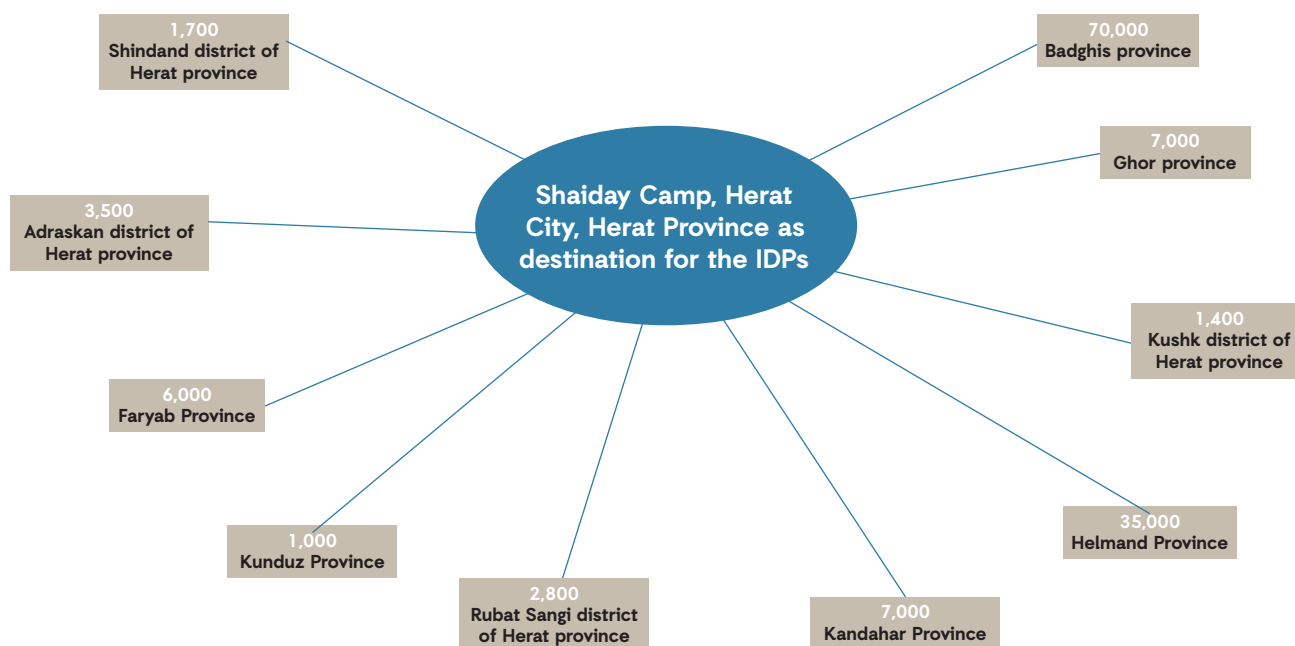 1,700
Shindand district of
Herat province
70,000
Badghis province
7,000
Ghor province
Shaiday Camp, Herat
City, Herat Province as
destination for the IDPs
3,500
Adraskan district of
Herat province
1,400
Kushk district of
Herat province
6,000
Faryab Province
35,000
Helmand Province
1,000
Kunduz Province
2,800
Rubat Sangi district
of Herat province
7,000
Kandahar Province